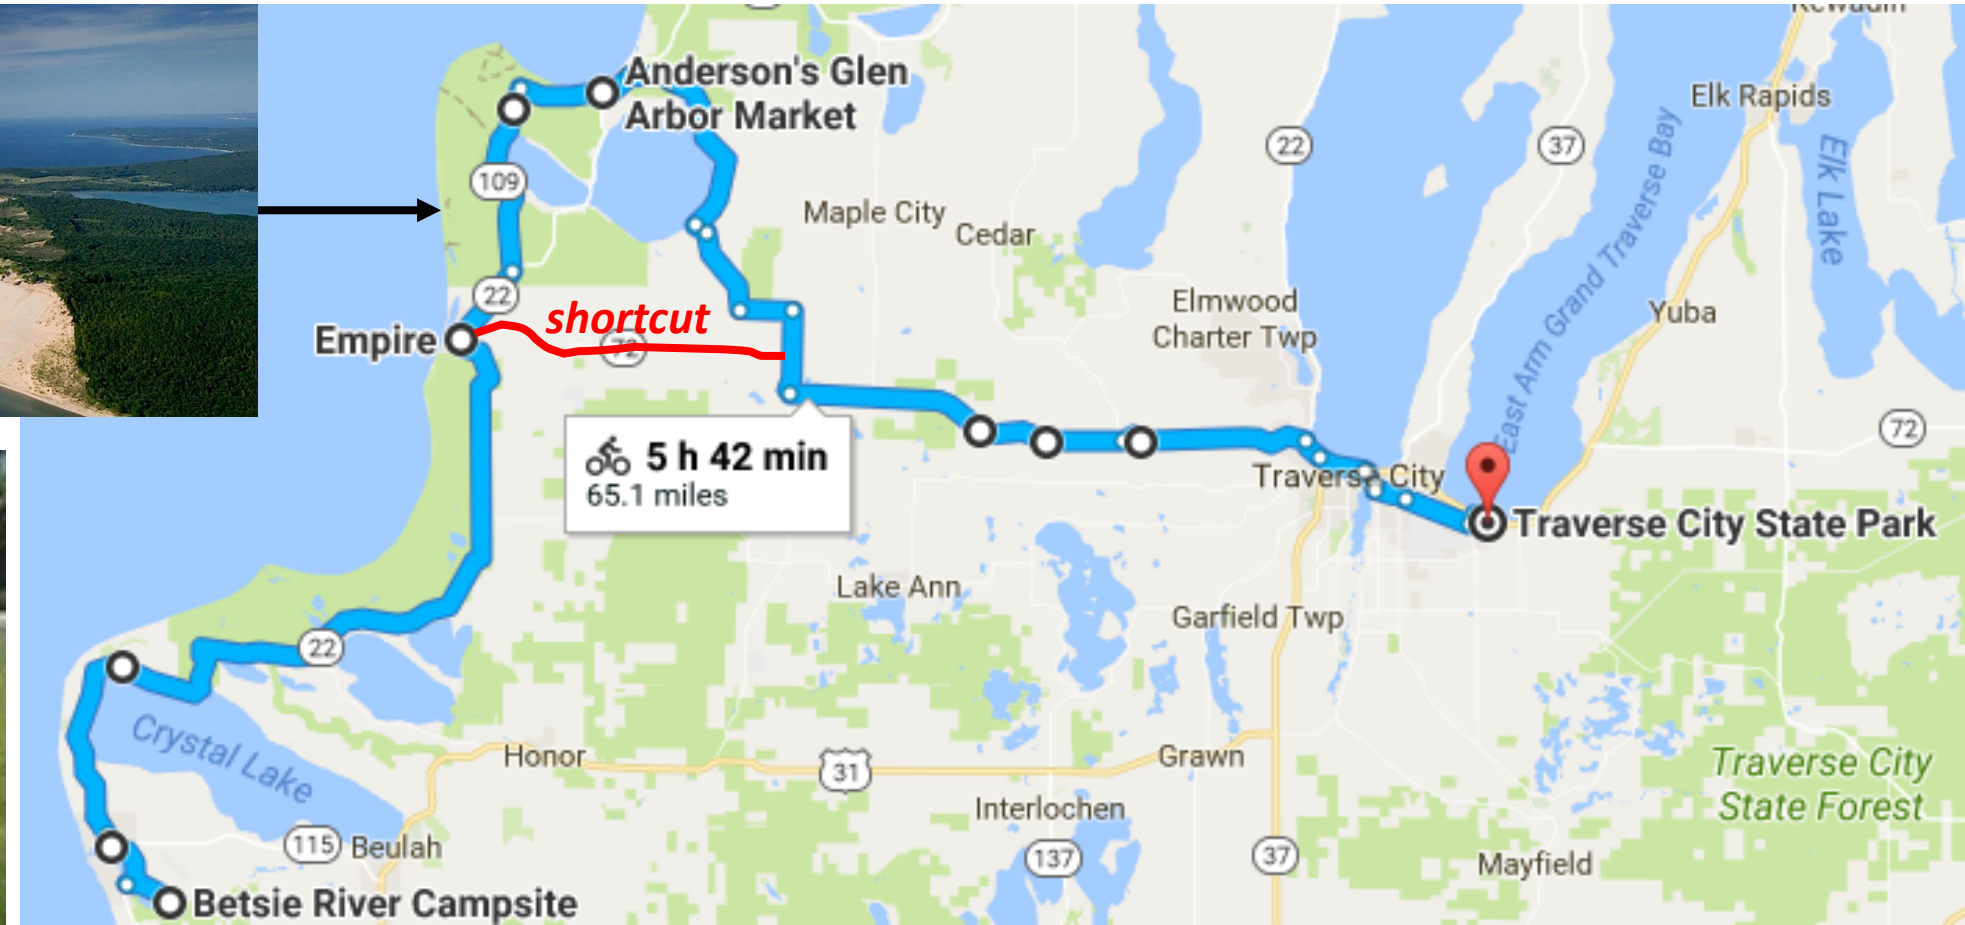 Kewadin
Anderson's Glen
Arbor Market
Elk Rapids
22
37
East Arm Grand Traverse Bay
Elk Lake
109
Maple City
Cedar
22
Elmwood
Charter Twp
Yuba
shortcut
Empire
72
72
5 h 42 min
65.1 miles
Traverse City
Traverse City State Park
Lake Ann
Garfield Twp
22
Crystal Lake
Honor
31
Grawn
Traverse City
State Forest
Interlochen
115
Beulah
137
37
Mayfield
Betsie River Campsite